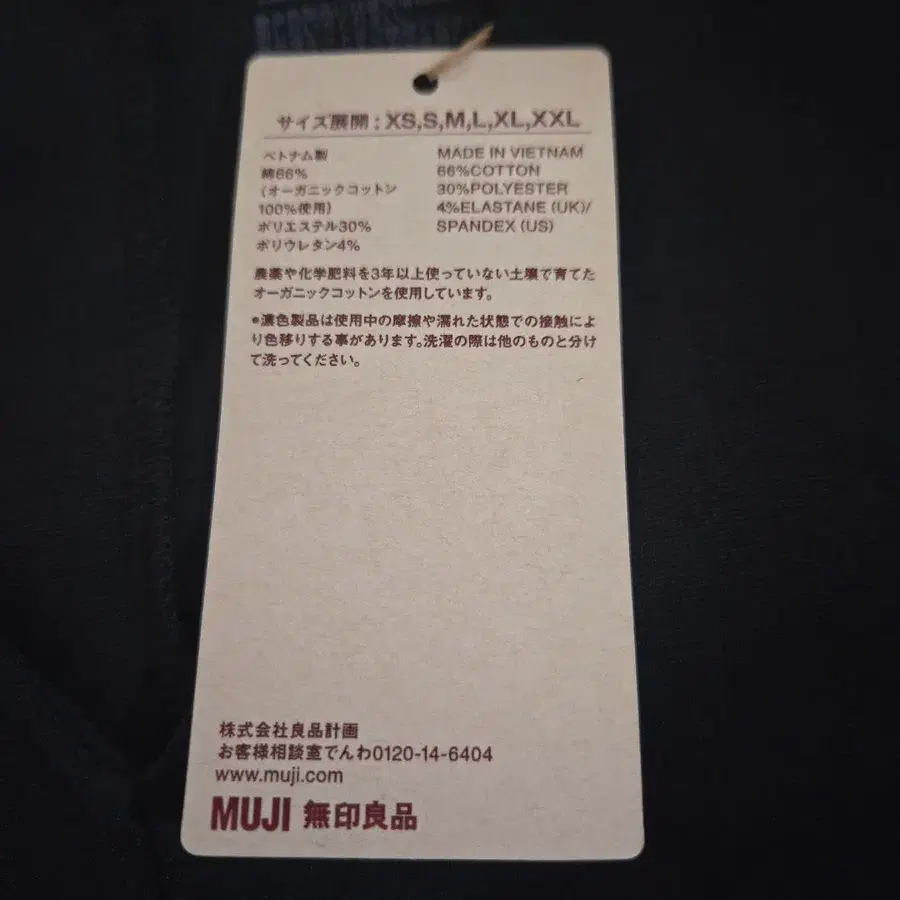 サイズ展開:XS,S,M,L,XL,XXL
ベトナム製
綿66%
(オーガニックコットン
100%使用)
ポリエステル30%
ポリウレタン4%
MADE IN VIETNAM
66%COTTON
30%POLYESTER
4%ELASTANE (UK)/
SPANDEX (US)
農薬や化学肥料を3年以上使っていない土壌で育てた
オーガニックコットンを使用しています。
●濃色製品は使用中の摩擦や濡れた状態での接触によ
り色移りする事があります。洗濯の際は他のものと分け
て洗ってください。
株式会社良品計画
お客様相談室でんわ0120-14-6404
www.muji.com
MUJI 無印良品